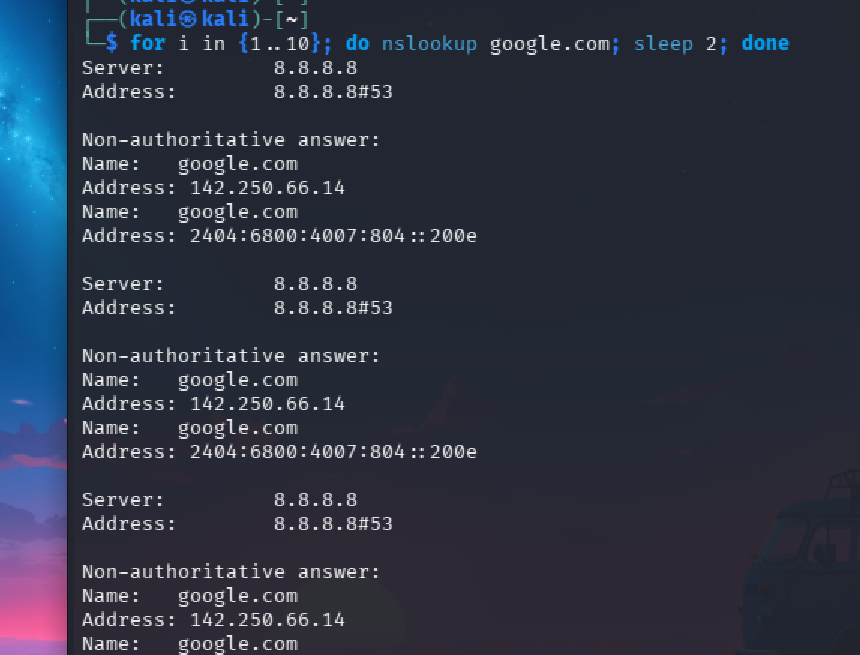 ┌──(kali㉿kali)-[~]
└─$ for i in {1..10}; do nslookup google.com; sleep 2; done
Server:         8.8.8.8
Address:        8.8.8.8#53

Non-authoritative answer:
Name:   google.com
Address: 142.250.66.14
Name:   google.com
Address: 2404:6800:4007:804::200e

Server:         8.8.8.8
Address:        8.8.8.8#53

Non-authoritative answer:
Name:   google.com
Address: 142.250.66.14
Name:   google.com
Address: 2404:6800:4007:804::200e

Server:         8.8.8.8
Address:        8.8.8.8#53

Non-authoritative answer:
Name:   google.com
Address: 142.250.66.14
Name:   google.com